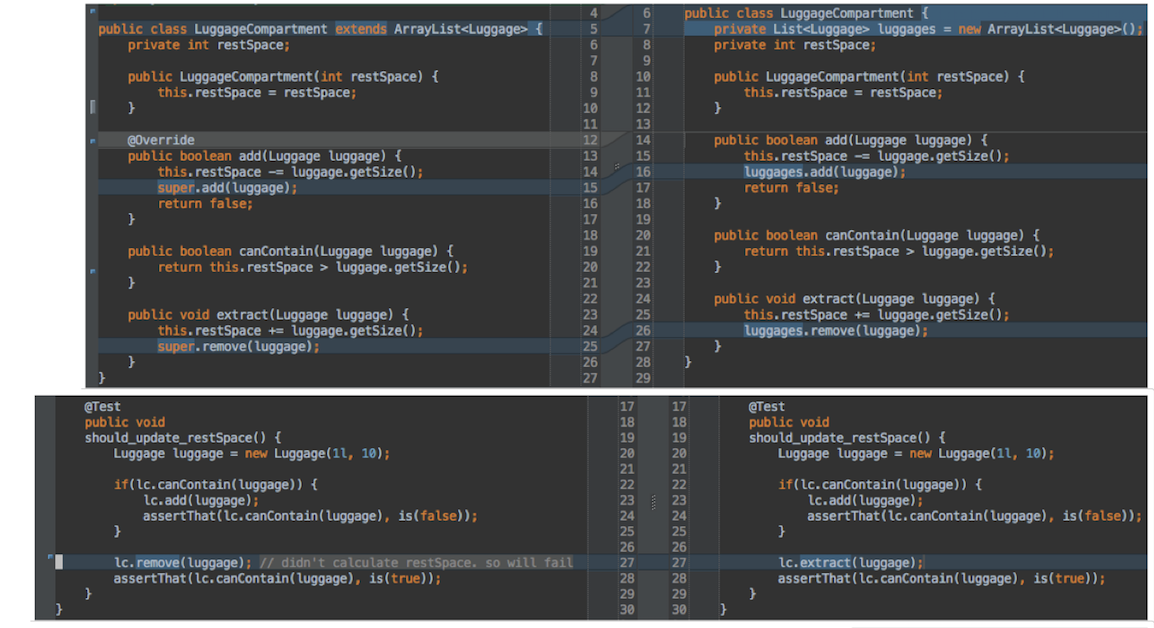 4 6 public class LuggageCompartment {
public class LuggageCompartment extends ArrayList<Luggage> { 5 7 private List<Luggage> luggages = new ArrayList<Luggage>();
private int restSpace; 6 8 private int restSpace;
7 9
public LuggageCompartment(int restSpace) { 8 10 public LuggageCompartment(int restSpace) {
this.restSpace = restSpace; 9 11 this.restSpace = restSpace;
} 10 12 }
11 13
@Override 12 14 public boolean add(Luggage luggage) {
public boolean add(Luggage luggage) { 13 15 this.restSpace -= luggage.getSize();
this.restSpace -= luggage.getSize(); 14 16 luggages.add(luggage);
super.add(luggage); 15 17 return false;
return false; 16 18 }
} 17 19
18 20 public boolean canContain(Luggage luggage) {
public boolean canContain(Luggage luggage) { 19 21 return this.restSpace > luggage.getSize();
return this.restSpace > luggage.getSize(); 20 22 }
} 21 23
22 24 public void extract(Luggage luggage) {
public void extract(Luggage luggage) { 23 25 this.restSpace += luggage.getSize();
this.restSpace += luggage.getSize(); 24 26 luggages.remove(luggage);
super.remove(luggage); 25 27 }
} 26 28 }
} 27 29
@Test 17 17 @Test
public void 18 18 public void
should_update_restSpace() { 19 19 should_update_restSpace() {
Luggage luggage = new Luggage(1l, 10); 20 20 Luggage luggage = new Luggage(1l, 10);
21 21
if(lc.canContain(luggage)) { 22 22 if(lc.canContain(luggage)) {
lc.add(luggage); 23 23 lc.add(luggage);
assertThat(lc.canContain(luggage), is(false)); 24 24 assertThat(lc.canContain(luggage), is(false));
} 25 25 }
26 26
lc.remove(luggage); // didn't calculate restSpace. so will fail 27 27 lc.extract(luggage);
assertThat(lc.canContain(luggage), is(true)); 28 28 assertThat(lc.canContain(luggage), is(true));
} 29 29 }
} 30 30 }